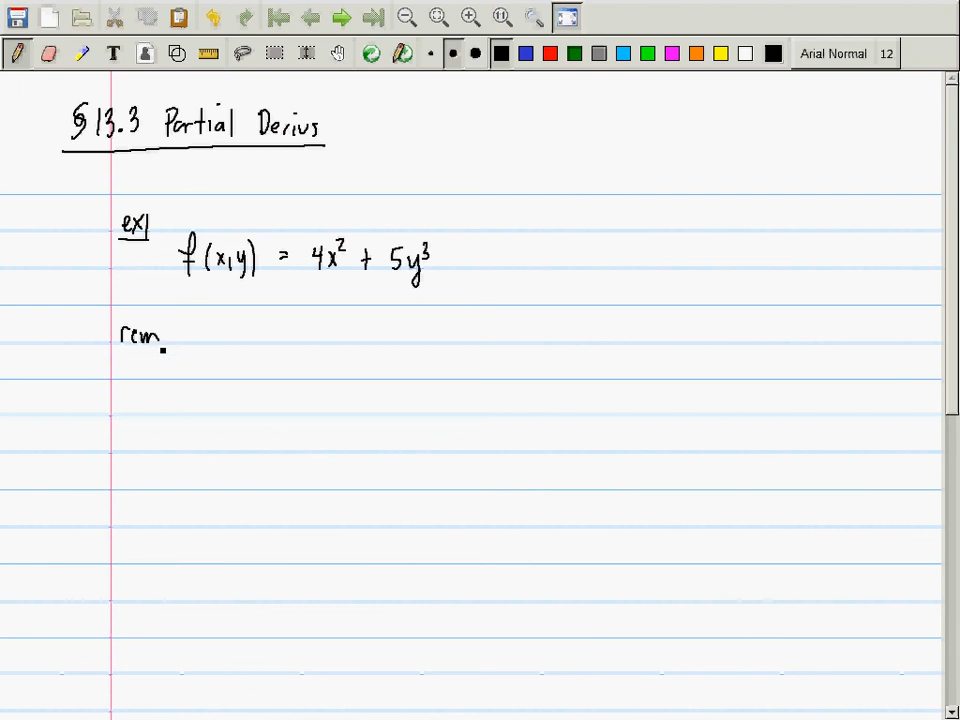 Arial Normal 12
§13.3 Partial Derivs
ex1
f(x,y) = 4x² + 5y³
rem